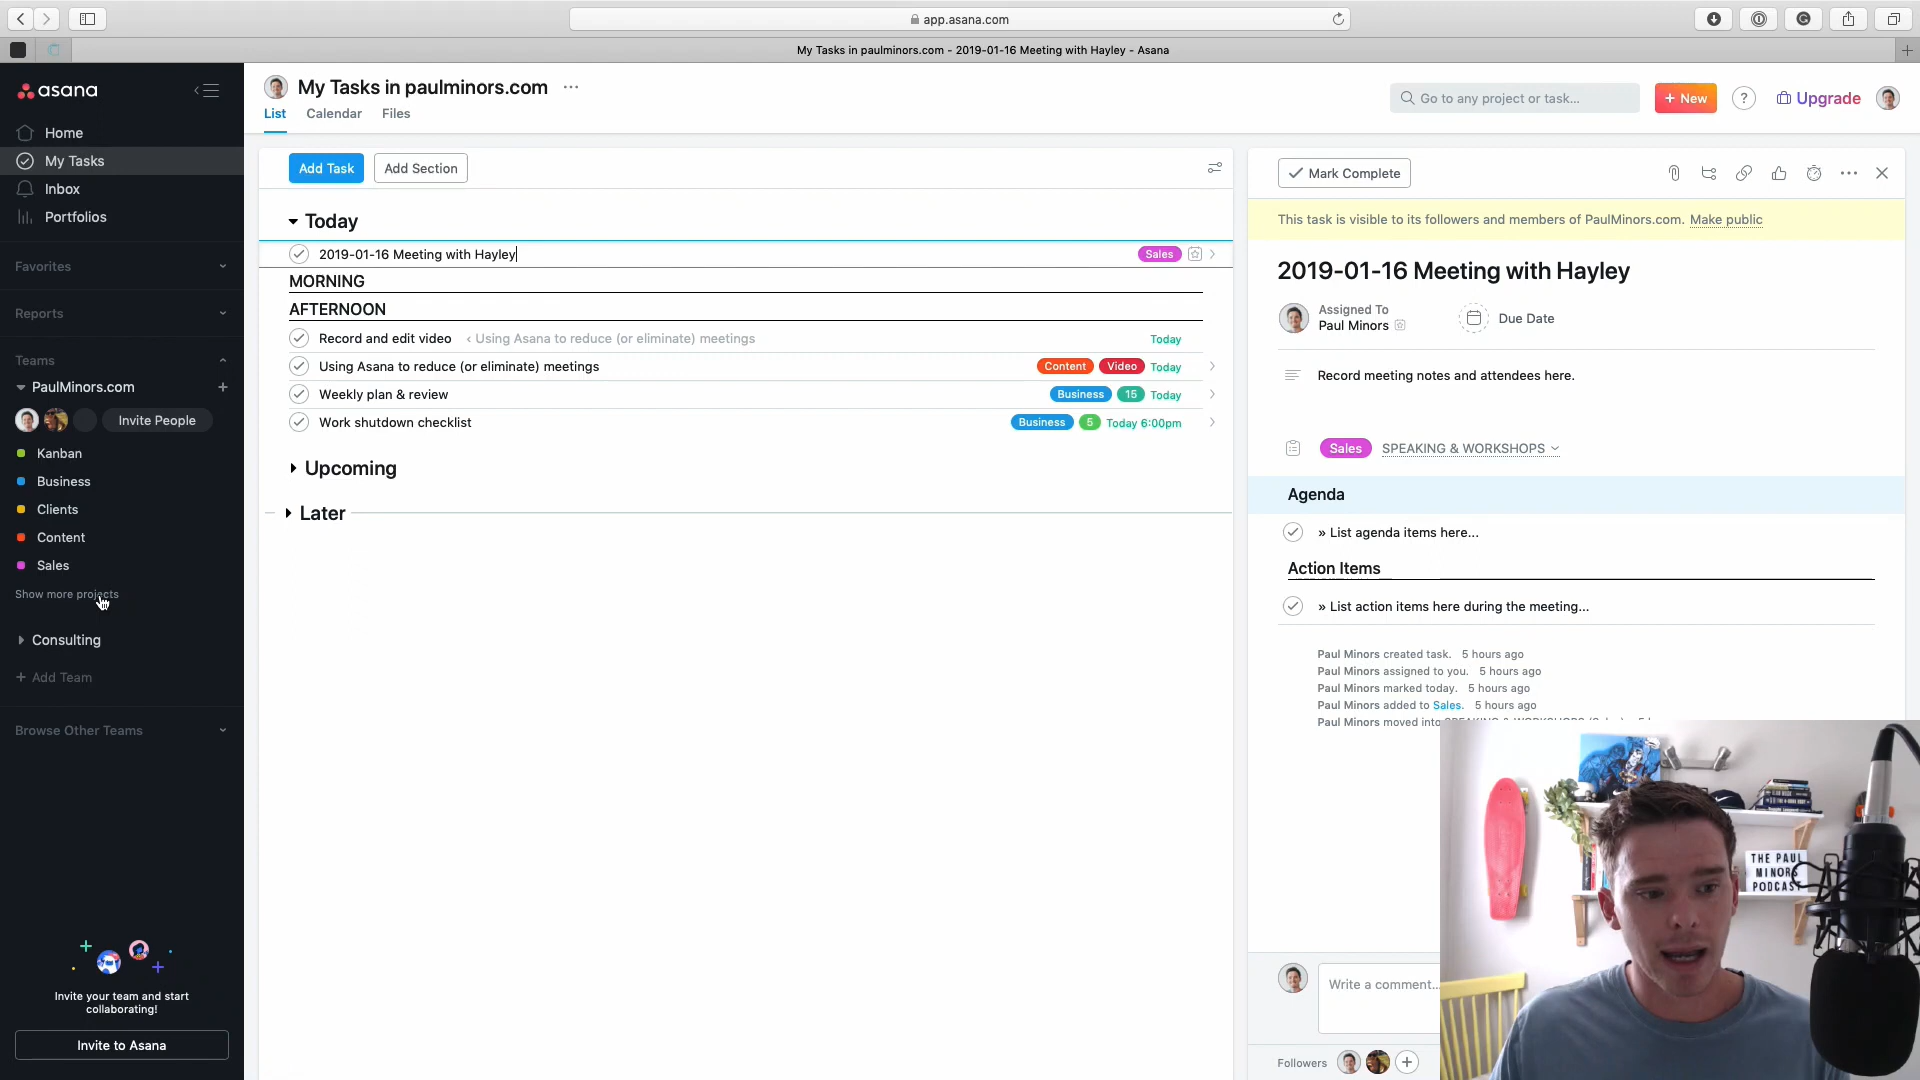 app.asana.com
My Tasks in paulminors.com - 2019-01-16 Meeting with Hayley - Asana
asana
Home
My Tasks
Inbox
Portfolios
Favorites
Reports
Teams
PaulMinors.com
Invite People
Kanban
Business
Clients
Content
Sales
Show more projects
Consulting
+ Add Team
Browse Other Teams
Invite your team and start
collaborating!
Invite to Asana
My Tasks in paulminors.com ...
List Calendar Files
Go to any project or task...
+ New
?
Upgrade
Add Task Add Section
Today
2019-01-16 Meeting with Hayley Sales
MORNING
AFTERNOON
Record and edit video ‹ Using Asana to reduce (or eliminate) meetings Today
Using Asana to reduce (or eliminate) meetings Content Video Today
Weekly plan & review Business 15 Today
Work shutdown checklist Business 5 Today 6:00pm
Upcoming
Later
Mark Complete
This task is visible to its followers and members of PaulMinors.com. Make public
2019-01-16 Meeting with Hayley
Assigned To
Paul Minors
Due Date
Record meeting notes and attendees here.
Sales SPEAKING & WORKSHOPS
Agenda
» List agenda items here...
Action Items
» List action items here during the meeting...
Paul Minors created task. 5 hours ago
Paul Minors assigned to you. 5 hours ago
Paul Minors marked today. 5 hours ago
Paul Minors added to Sales. 5 hours ago
Paul Minors moved into SPEAKING & WORKSHOPS (Sales)
Write a comment...
Followers
THE PAUL
MINORS
PODCAST